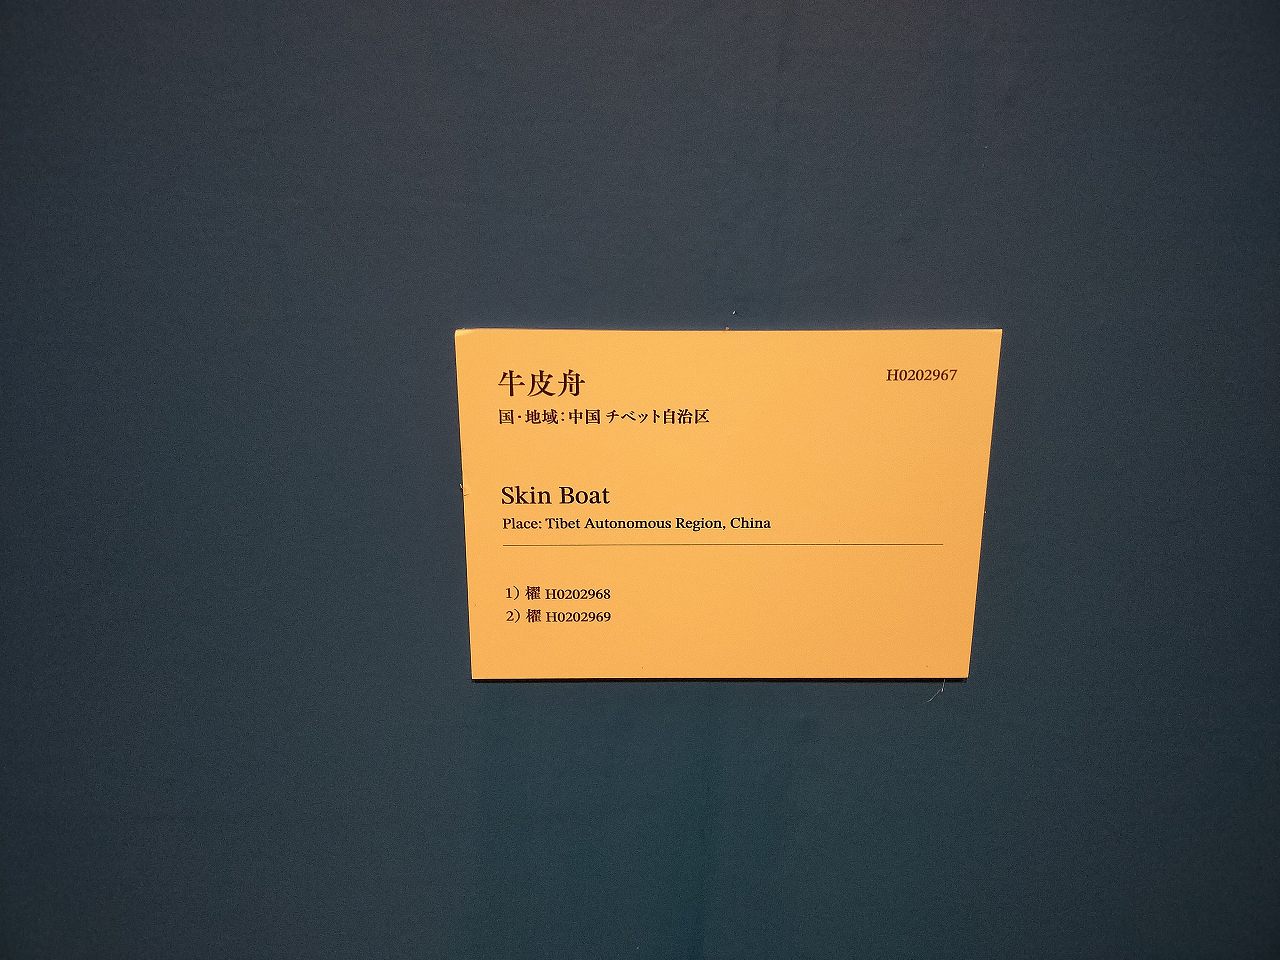 牛皮舟
H0202967
国・地域：中国 チベット自治区
Skin Boat
Place: Tibet Autonomous Region, China
1) 櫂 H0202968
2) 櫂 H0202969